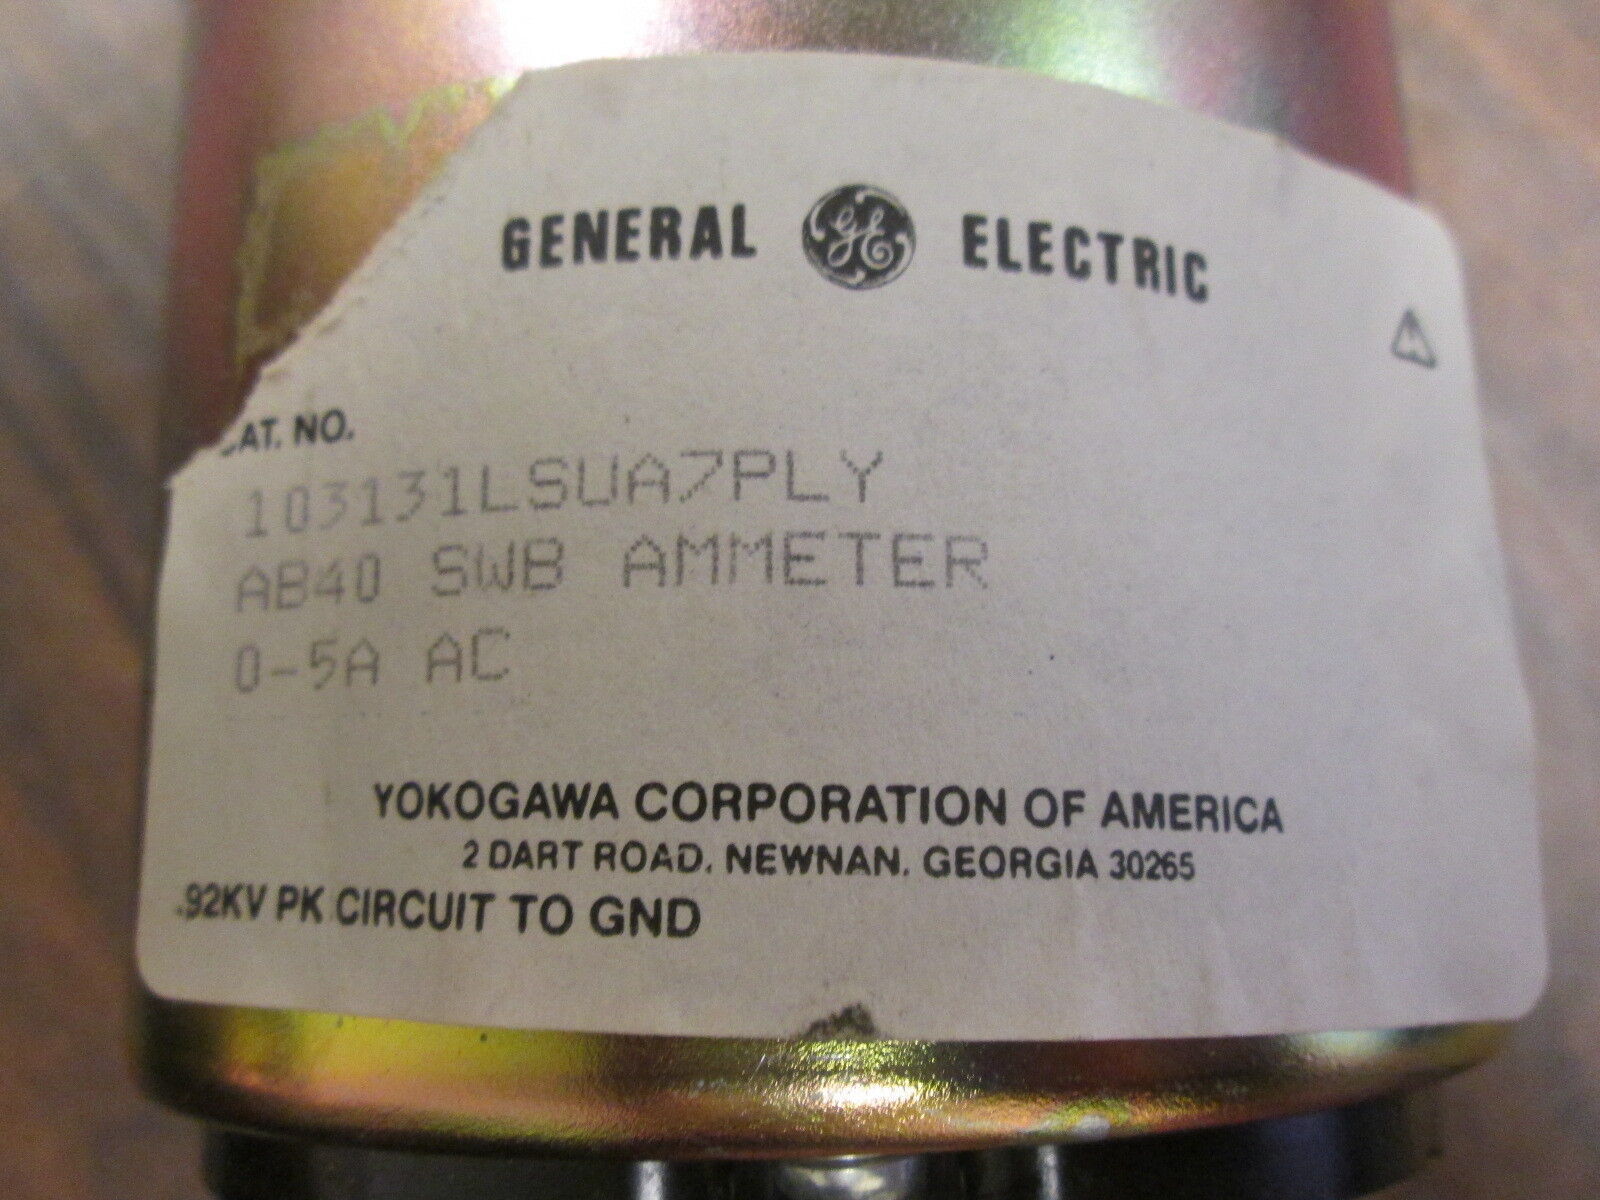 GENERAL GE ELECTRIC
CAT. NO.
103131LSUA7PLY
AB40 SWB AMMETER
0-5A AC
YOKOGAWA CORPORATION OF AMERICA
2 DART ROAD, NEWNAN, GEORGIA 30265
.92KV PK CIRCUIT TO GND